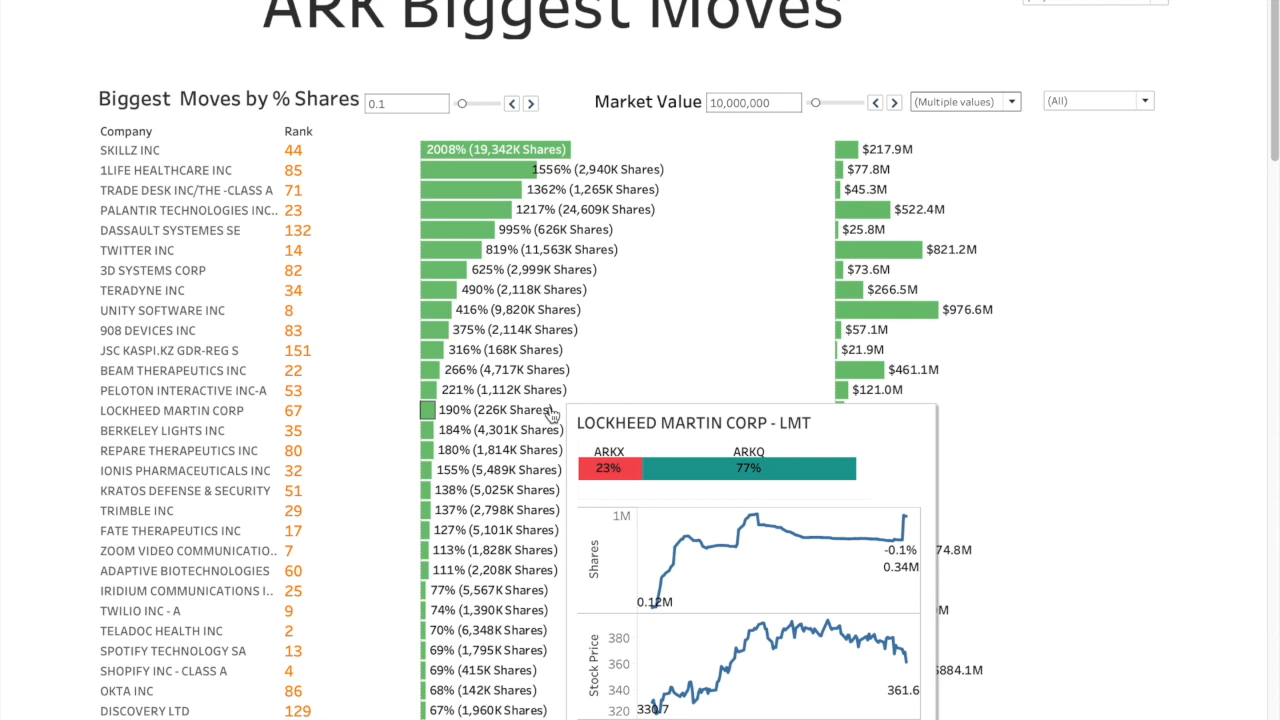 ARK Biggest Moves
Biggest Moves by % Shares 0.1 Market Value 10,000,000 (Multiple values) (All)
Company Rank
SKILLZ INC 44 2008% (19,342K Shares) $217.9M
1LIFE HEALTHCARE INC 85 1556% (2,940K Shares) $77.8M
TRADE DESK INC/THE -CLASS A 71 1362% (1,265K Shares) $45.3M
PALANTIR TECHNOLOGIES INC.. 23 1217% (24,609K Shares) $522.4M
DASSAULT SYSTEMES SE 132 995% (626K Shares) $25.8M
TWITTER INC 14 819% (11,563K Shares) $821.2M
3D SYSTEMS CORP 82 625% (2,999K Shares) $73.6M
TERADYNE INC 34 490% (2,118K Shares) $266.5M
UNITY SOFTWARE INC 8 416% (9,820K Shares) $976.6M
908 DEVICES INC 83 375% (2,114K Shares) $57.1M
JSC KASPI.KZ GDR-REG S 151 316% (168K Shares) $21.9M
BEAM THERAPEUTICS INC 22 266% (4,717K Shares) $461.1M
PELOTON INTERACTIVE INC-A 53 221% (1,112K Shares) $121.0M
LOCKHEED MARTIN CORP 67 190% (226K Shares)
BERKELEY LIGHTS INC 35 184% (4,301K Shares)
REPARE THERAPEUTICS INC 80 180% (1,814K Shares)
IONIS PHARMACEUTICALS INC 32 155% (5,489K Shares)
KRATOS DEFENSE & SECURITY 51 138% (5,025K Shares)
TRIMBLE INC 29 137% (2,798K Shares)
FATE THERAPEUTICS INC 17 127% (5,101K Shares)
ZOOM VIDEO COMMUNICATIO.. 7 113% (1,828K Shares) 74.8M
ADAPTIVE BIOTECHNOLOGIES 60 111% (2,208K Shares)
IRIDIUM COMMUNICATIONS I.. 25 77% (5,567K Shares)
TWILIO INC - A 9 74% (1,390K Shares) M
TELADOC HEALTH INC 2 70% (6,348K Shares)
SPOTIFY TECHNOLOGY SA 13 69% (1,795K Shares)
SHOPIFY INC - CLASS A 4 69% (415K Shares) $884.1M
OKTA INC 86 68% (142K Shares)
DISCOVERY LTD 129 67% (1,960K Shares)
LOCKHEED MARTIN CORP - LMT
ARKX ARKQ
23% 77%
1M
Shares
-0.1%
0.34M
0.12M
Stock Price
380
360
340
320
330.7
361.6